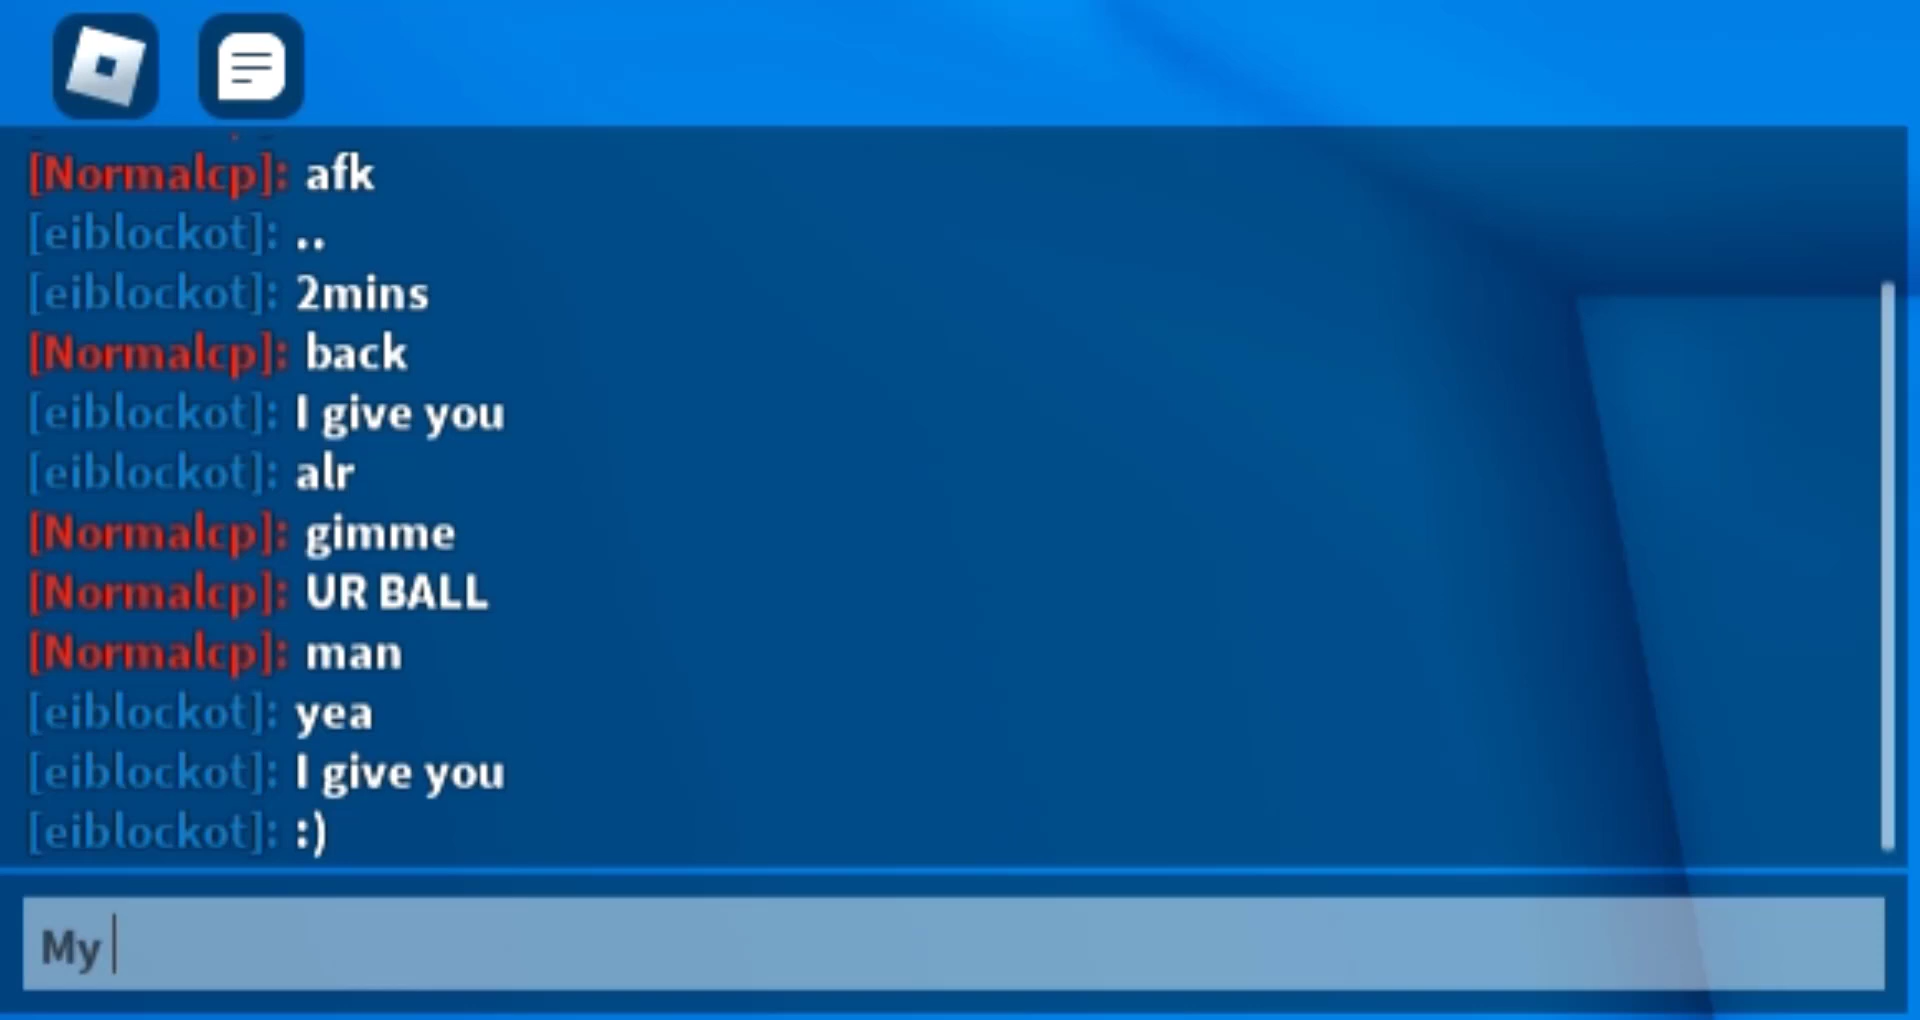 [Normalcp]: afk
[eiblockot]: ..
[eiblockot]: 2mins
[Normalcp]: back
[eiblockot]: I give you
[eiblockot]: alr
[Normalcp]: gimme
[Normalcp]: UR BALL
[Normalcp]: man
[eiblockot]: yea
[eiblockot]: I give you
[eiblockot]: :)
My